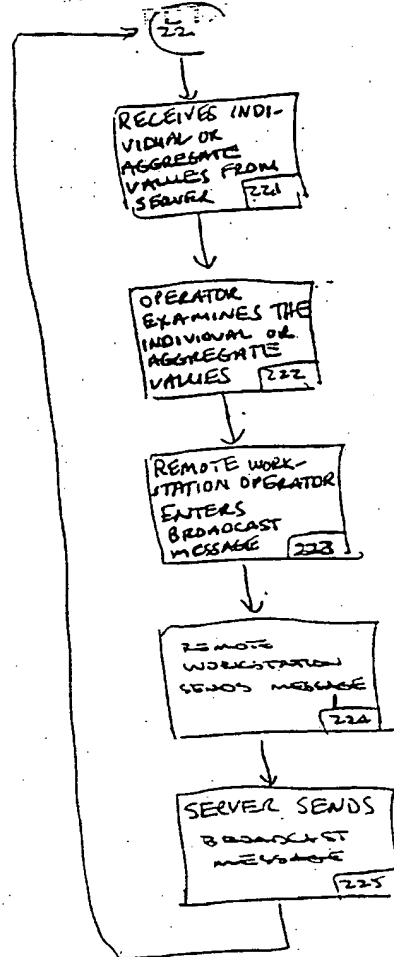 22
RECEIVES INDI-
VIDUAL OR
AGGREGATE
VALUES FROM
SERVER
221
OPERATOR
EXAMINES THE
INDIVIDUAL OR
AGGREGATE
VALUES
222
REMOTE WORK-
STATION OPERATOR
ENTERS
BROADCAST
MESSAGE
223
REMOTE
WORKSTATION
SENDS MESSAGE
224
SERVER SENDS
BROADCAST
MESSAGE
225